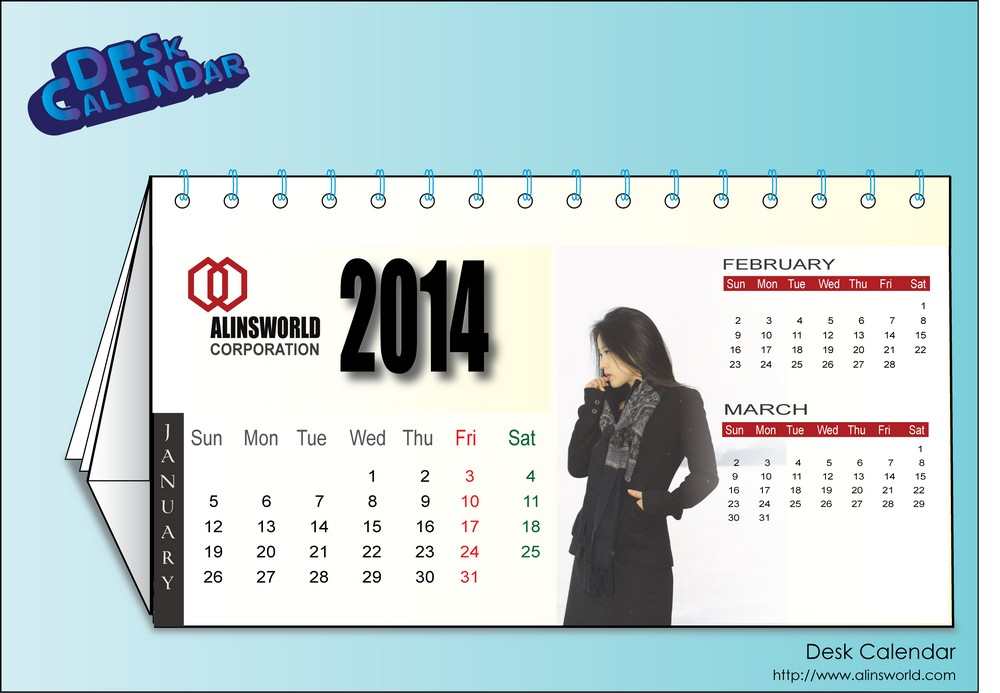 DESK
CALENDAR
2014
ALINSWORLD
CORPORATION
JANUARY
Sun Mon Tue Wed Thu Fri Sat
1 2 3 4
5 6 7 8 9 10 11
12 13 14 15 16 17 18
19 20 21 22 23 24 25
26 27 28 29 30 31
FEBRUARY
Sun Mon Tue Wed Thu Fri Sat
1
2 3 4 5 6 7 8
9 10 11 12 13 14 15
16 17 18 19 20 21 22
23 24 25 26 27 28
MARCH
Sun Mon Tue Wed Thu Fri Sat
1
2 3 4 5 6 7 8
9 10 11 12 13 14 15
16 17 18 19 20 21 22
23 24 25 26 27 28 29
30 31
Desk Calendar
http://www.alinsworld.com